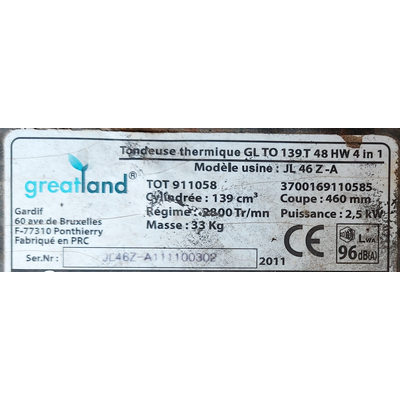 Tondeuse thermique GL TO 139 T 48 HW 4 in 1
Modèle usine : JL 46 Z -A
greatland
TOT 911058 3700169110585
Cylindrée : 139 cm³ Coupe : 460 mm
Régime : 2800 Tr/mn Puissance : 2,5 kW
Masse : 33 Kg
Gardif
60 ave de Bruxelles
F-77310 Ponthierry
Fabriqué en PRC
CE
LWA
96dB(A)
Ser.Nr : JL46Z-A111100302 2011